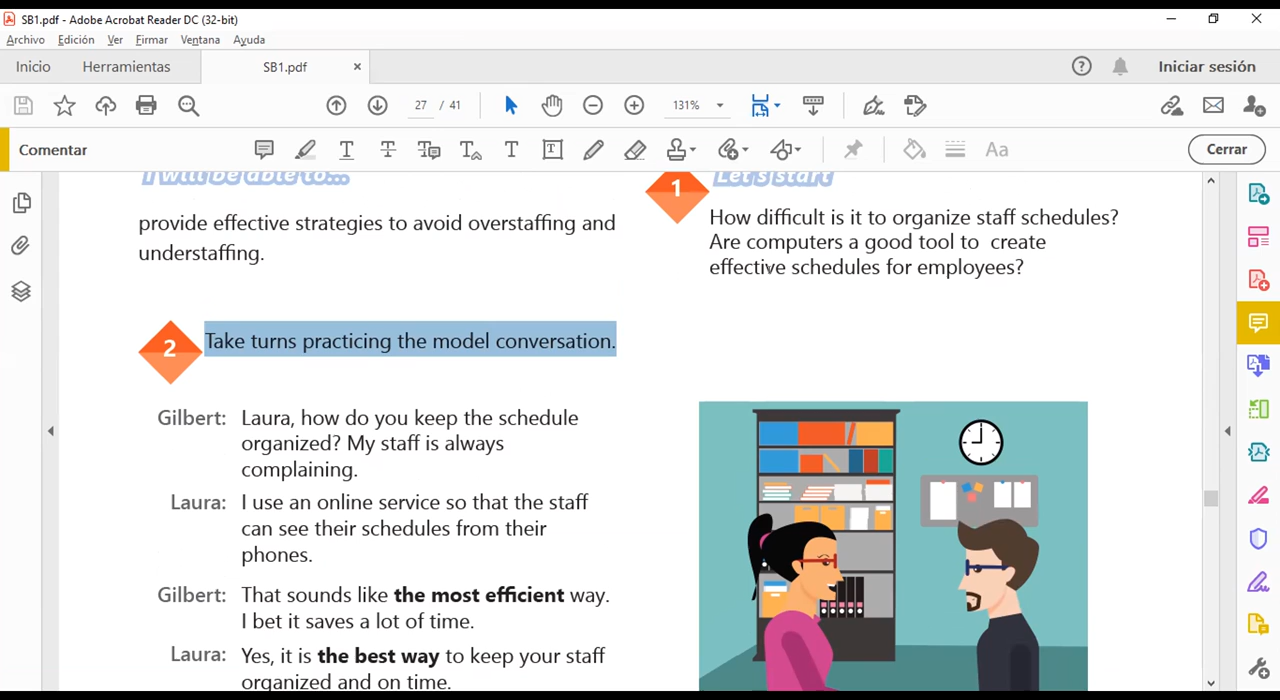 SB1.pdf - Adobe Acrobat Reader DC (32-bit)
Archivo Edición Ver Firmar Ventana Ayuda
Inicio Herramientas SB1.pdf × Iniciar sesión
27 / 41 131%
Comentar Aa Cerrar
I will be able to...
provide effective strategies to avoid overstaffing and
understaffing.
1 Let's start
How difficult is it to organize staff schedules?
Are computers a good tool to create
effective schedules for employees?
2 Take turns practicing the model conversation.
Gilbert: Laura, how do you keep the schedule
organized? My staff is always
complaining.
Laura: I use an online service so that the staff
can see their schedules from their
phones.
Gilbert: That sounds like the most efficient way.
I bet it saves a lot of time.
Laura: Yes, it is the best way to keep your staff
organized and on time.